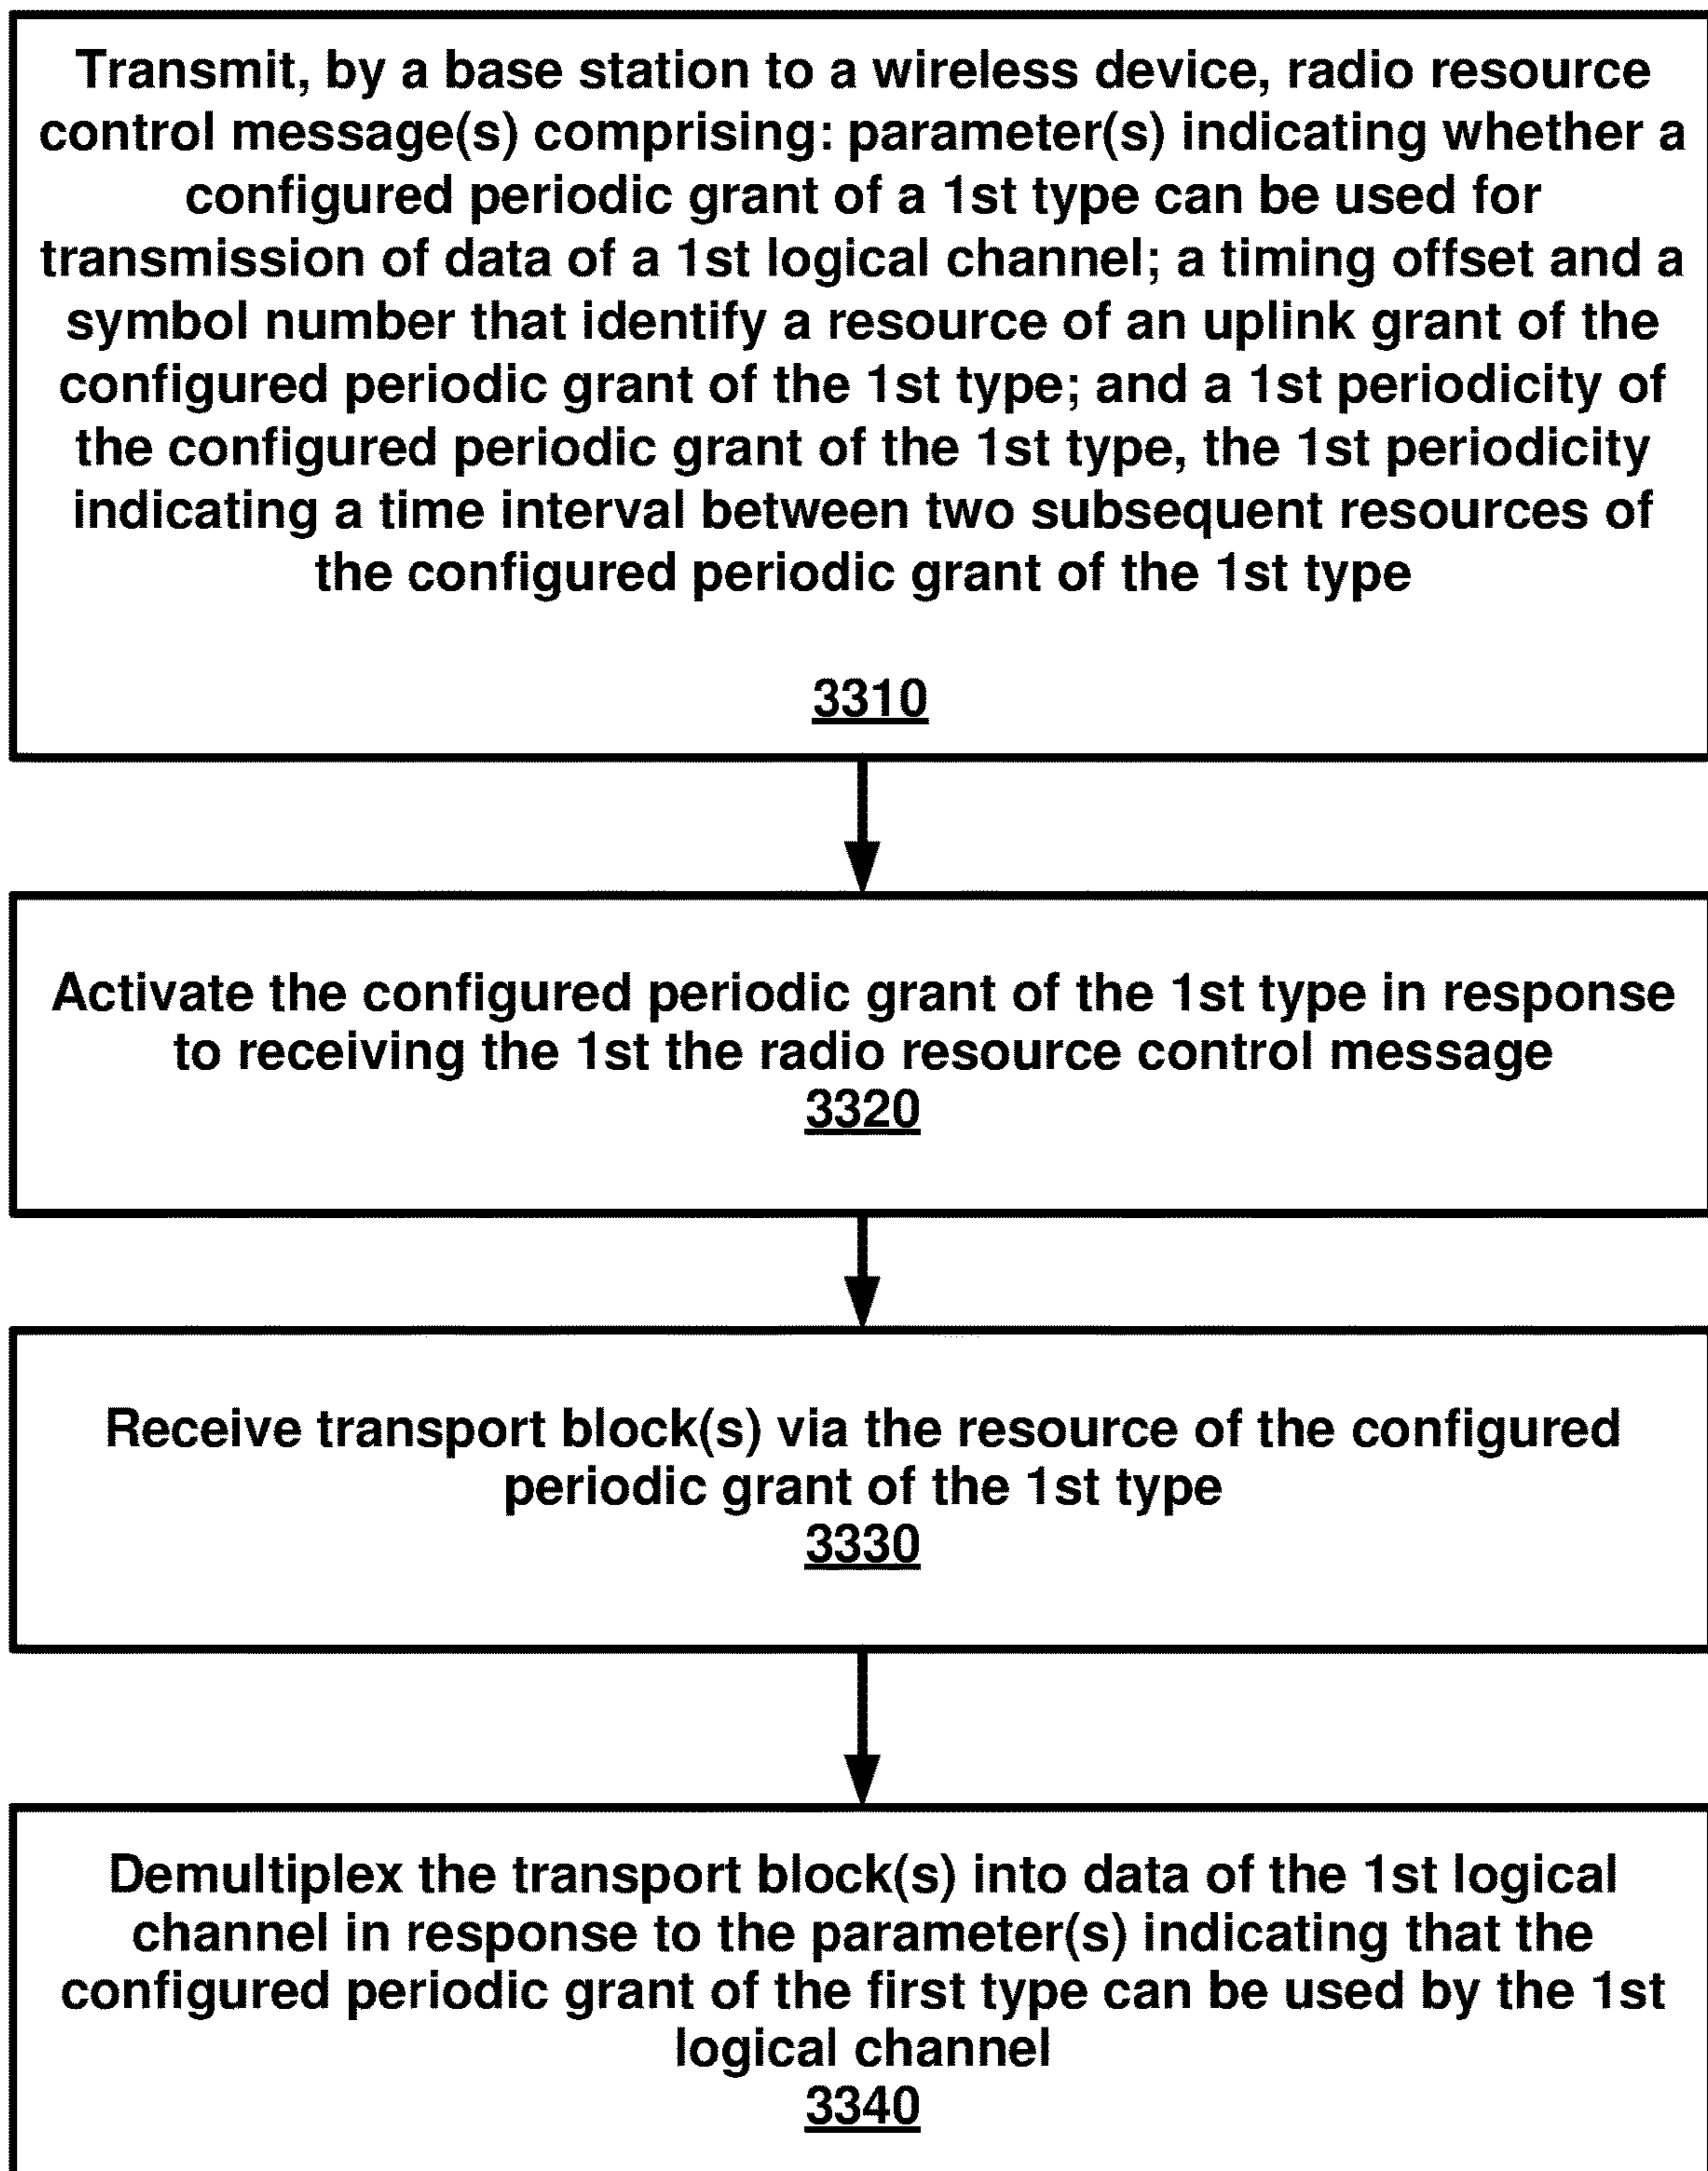 Transmit, by a base station to a wireless device, radio resource
control message(s) comprising: parameter(s) indicating whether a
configured periodic grant of a 1st type can be used for
transmission of data of a 1st logical channel; a timing offset and a
symbol number that identify a resource of an uplink grant of the
configured periodic grant of the 1st type; and a 1st periodicity of
the configured periodic grant of the 1st type, the 1st periodicity
indicating a time interval between two subsequent resources of
the configured periodic grant of the 1st type
3310
Activate the configured periodic grant of the 1st type in response
to receiving the 1st the radio resource control message
3320
Receive transport block(s) via the resource of the configured
periodic grant of the 1st type
3330
Demultiplex the transport block(s) into data of the 1st logical
channel in response to the parameter(s) indicating that the
configured periodic grant of the first type can be used by the 1st
logical channel
3340